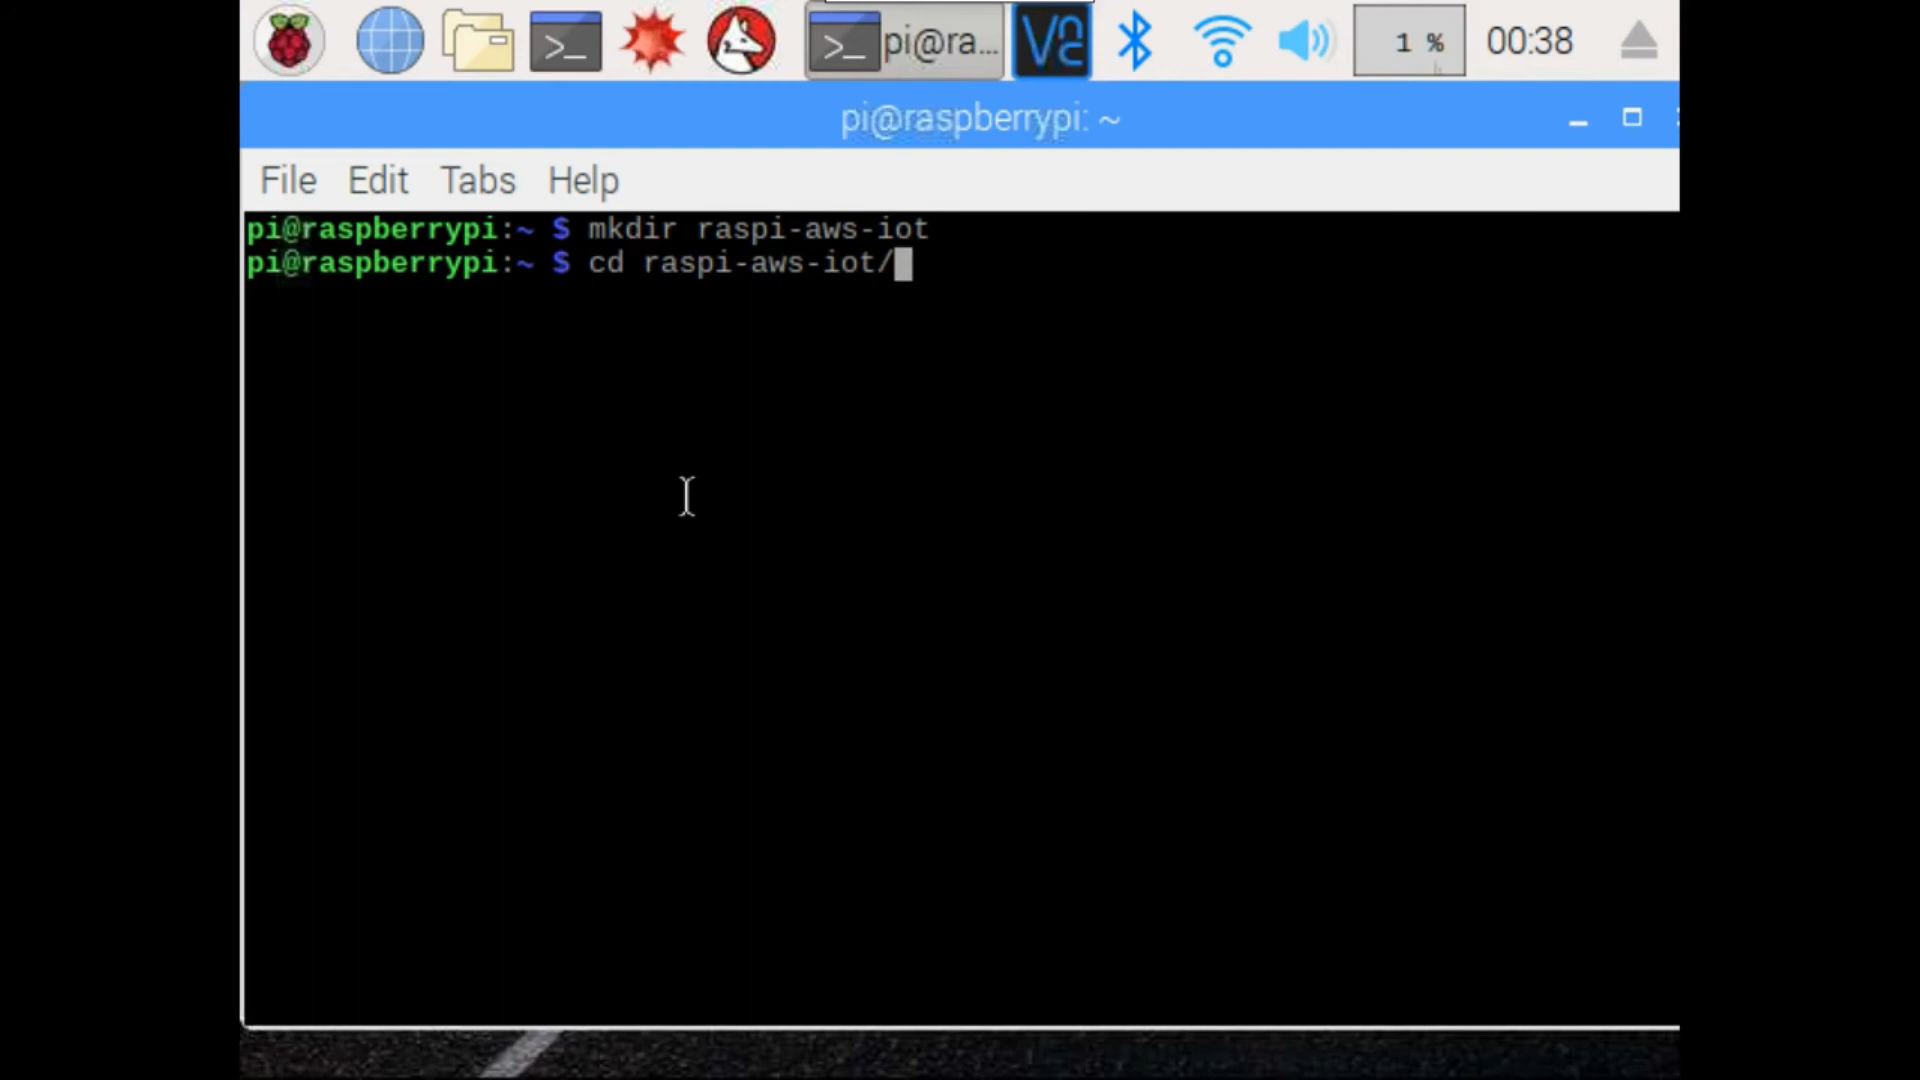 >_
>_ pi@ra... VNC 1 % 00:38
pi@raspberrypi: ~
File Edit Tabs Help
pi@raspberrypi:~ $ mkdir raspi-aws-iot
pi@raspberrypi:~ $ cd raspi-aws-iot/